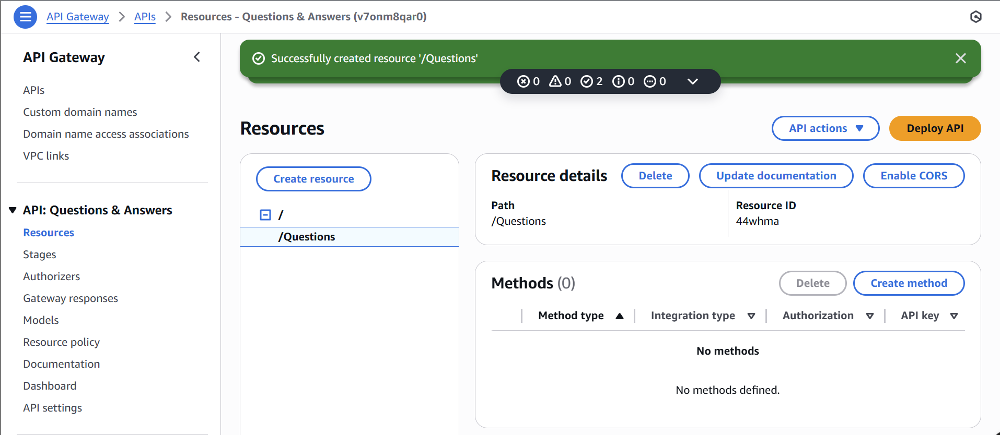 API Gateway > APIs > Resources - Questions & Answers (v7onm8qar0)
API Gateway
APIs
Custom domain names
Domain name access associations
VPC links
API: Questions & Answers
Resources
Stages
Authorizers
Gateway responses
Models
Resource policy
Documentation
Dashboard
API settings
Successfully created resource '/Questions'
0 0 2 0 0
Resources
API actions
Deploy API
Create resource
/
/Questions
Resource details
Delete
Update documentation
Enable CORS
Path
/Questions
Resource ID
44whma
Methods (0)
Delete
Create method
Method type
Integration type
Authorization
API key
No methods
No methods defined.